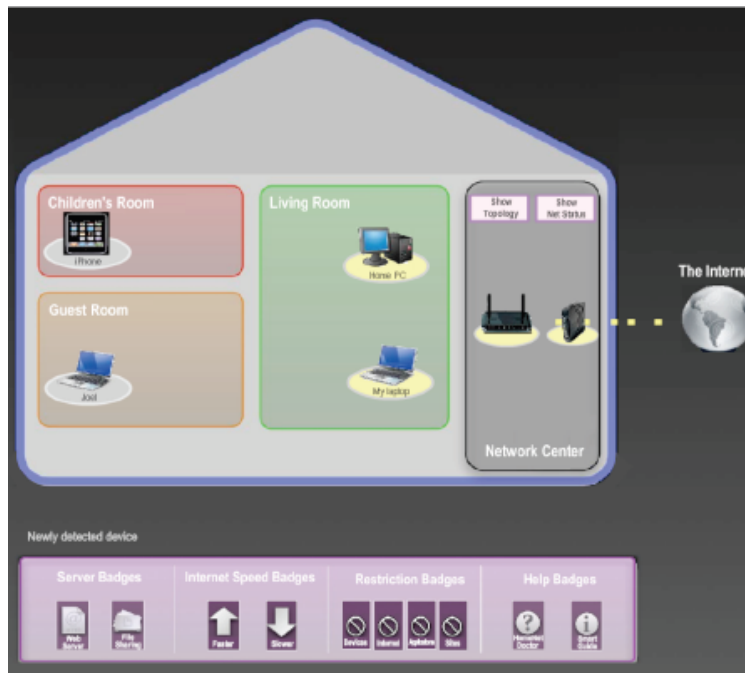 Children's Room
iPhone
Guest Room
Joel
Living Room
Home PC
My laptop
Show
Topology
Show
Net Status
Network Center
The Interne
Newly detected device
Server Badges
Web
Server
File
Sharing
Internet Speed Badges
Faster
Slower
Restriction Badges
Devices
Internet
Sites
Help Badges
Doctor
Smart
Guide